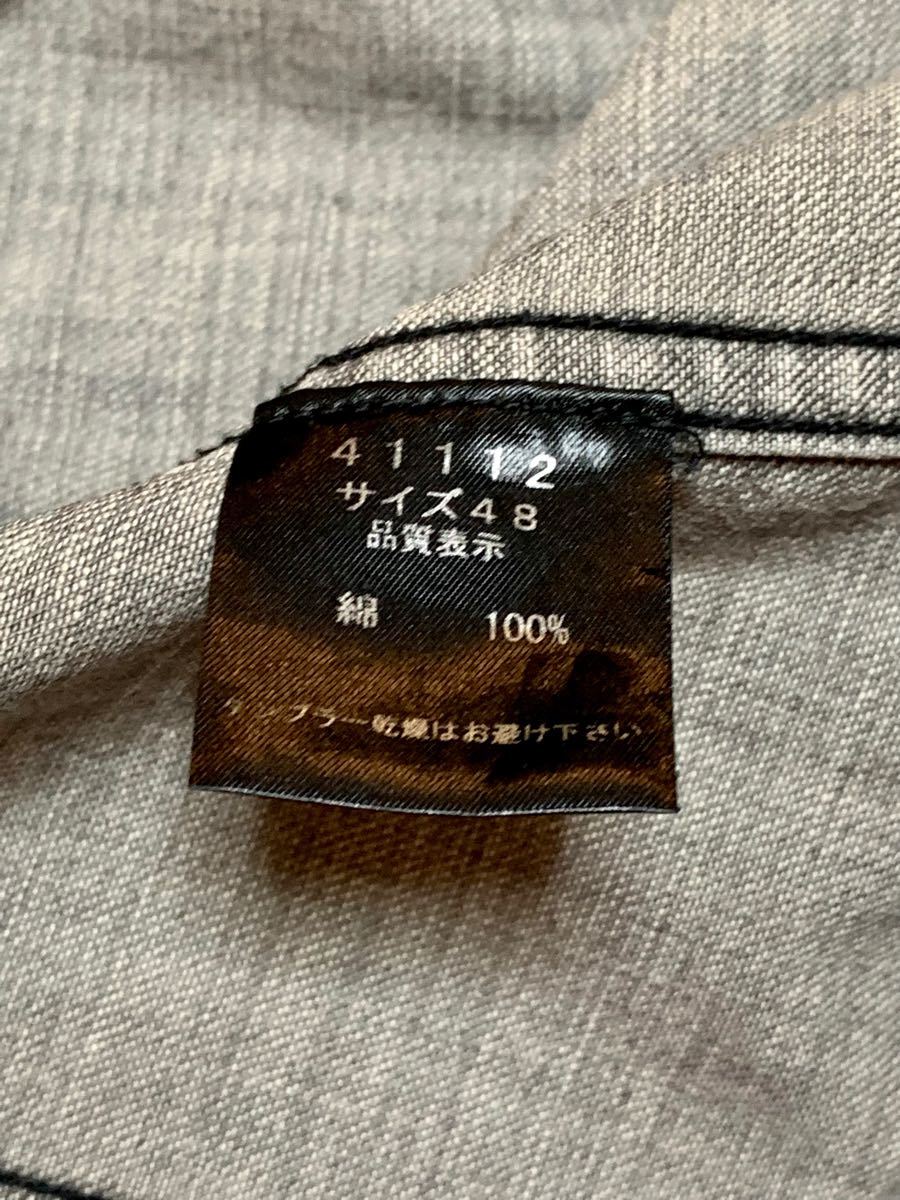 41112
サイズ48
品質表示
綿 100%
タンブラー乾燥はお避け下さい